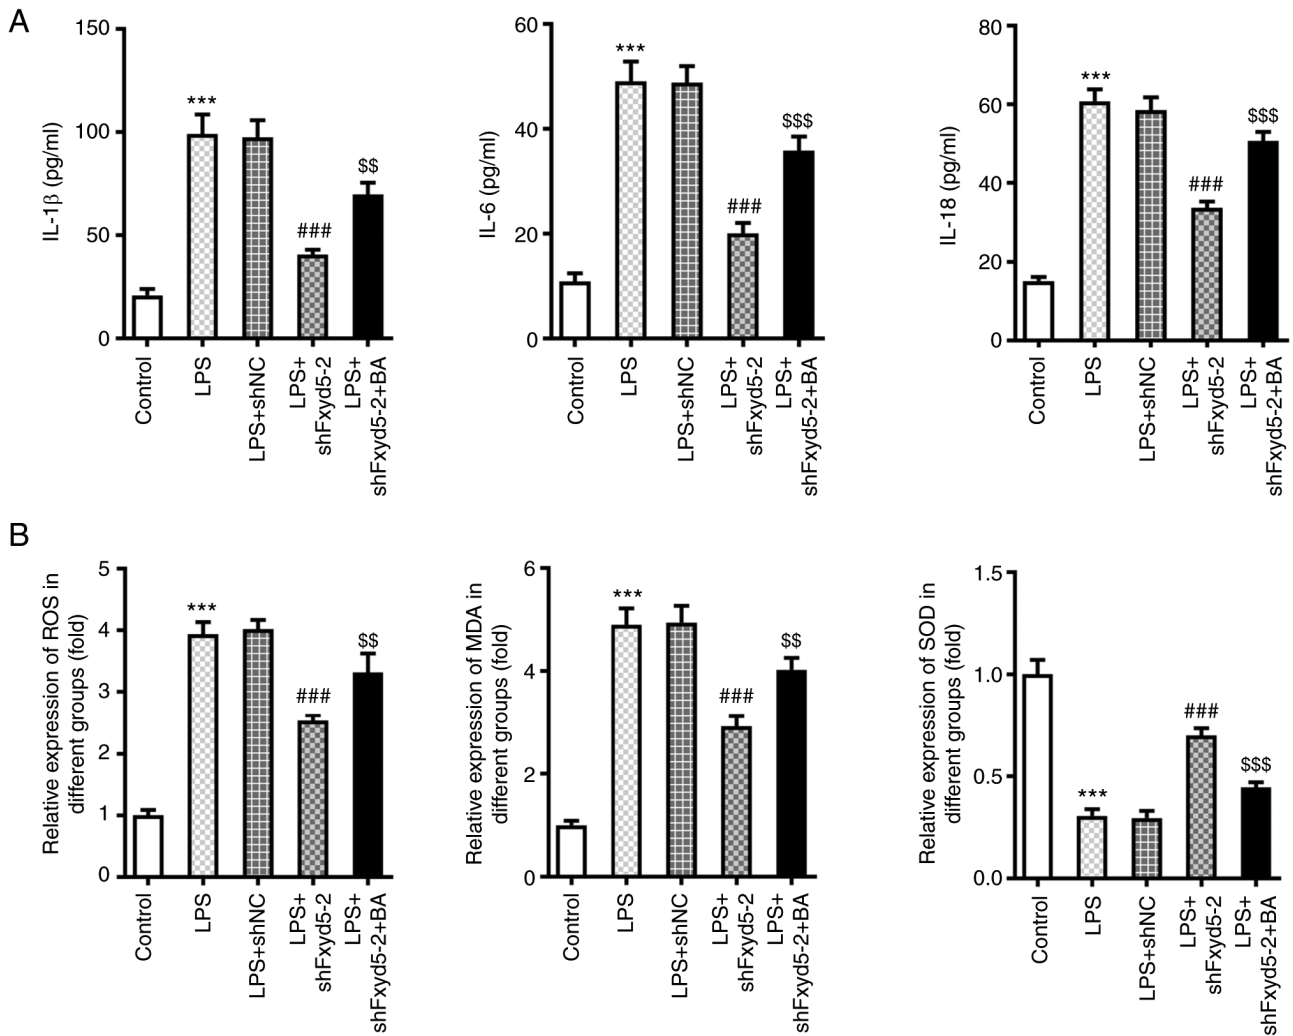 A
IL-1β (pg/ml)
150
100
50
0
***
###
$$
Control
LPS
LPS+shNC
LPS+
shFxyd5-2
LPS+
shFxyd5-2+BA
IL-6 (pg/ml)
60
40
20
0
***
###
$$$
Control
LPS
LPS+shNC
LPS+
shFxyd5-2
LPS+
shFxyd5-2+BA
IL-18 (pg/ml)
80
60
40
20
0
***
###
$$$
Control
LPS
LPS+shNC
LPS+
shFxyd5-2
LPS+
shFxyd5-2+BA
B
Relative expression of ROS in
different groups (fold)
5
4
3
2
1
0
***
###
$$
Control
LPS
LPS+shNC
LPS+
shFxyd5-2
LPS+
shFxyd5-2+BA
Relative expression of MDA in
different groups (fold)
6
4
2
0
***
###
$$
Control
LPS
LPS+shNC
LPS+
shFxyd5-2
LPS+
shFxyd5-2+BA
Relative expression of SOD in
different groups (fold)
1.5
1.0
0.5
0.0
***
###
$$$
Control
LPS
LPS+shNC
LPS+
shFxyd5-2
LPS+
shFxyd5-2+BA